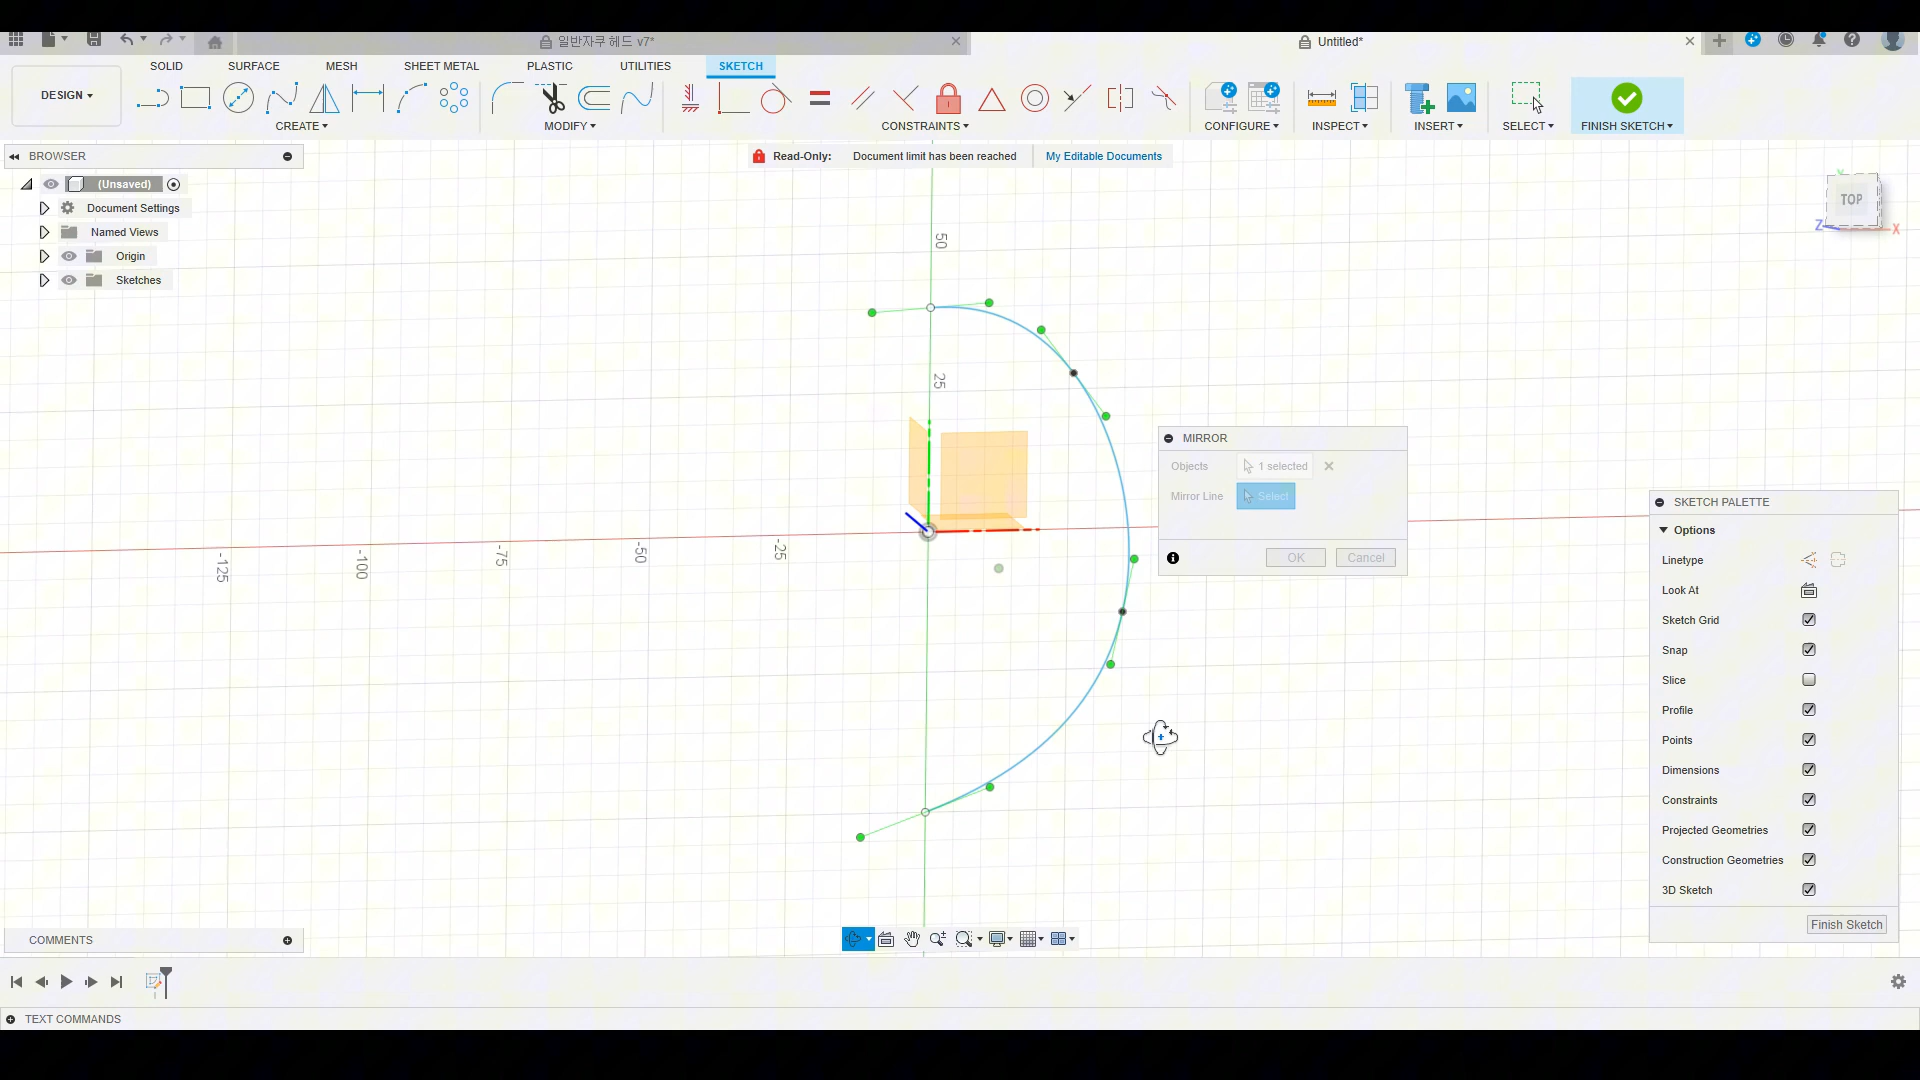 일반자쿠 헤드 v7*
Untitled*
SOLID SURFACE MESH SHEET METAL PLASTIC UTILITIES SKETCH
DESIGN
CREATE MODIFY CONSTRAINTS CONFIGURE INSPECT INSERT SELECT FINISH SKETCH
BROWSER
Read-Only: Document limit has been reached My Editable Documents
(Unsaved)
Document Settings
Named Views
Origin
Sketches
TOP
Y
Z
X
50
25
-125
-100
-75
-50
-25
MIRROR
Objects 1 selected
Mirror Line Select
OK Cancel
SKETCH PALETTE
Options
Linetype
Look At
Sketch Grid
Snap
Slice
Profile
Points
Dimensions
Constraints
Projected Geometries
Construction Geometries
3D Sketch
Finish Sketch
COMMENTS
TEXT COMMANDS